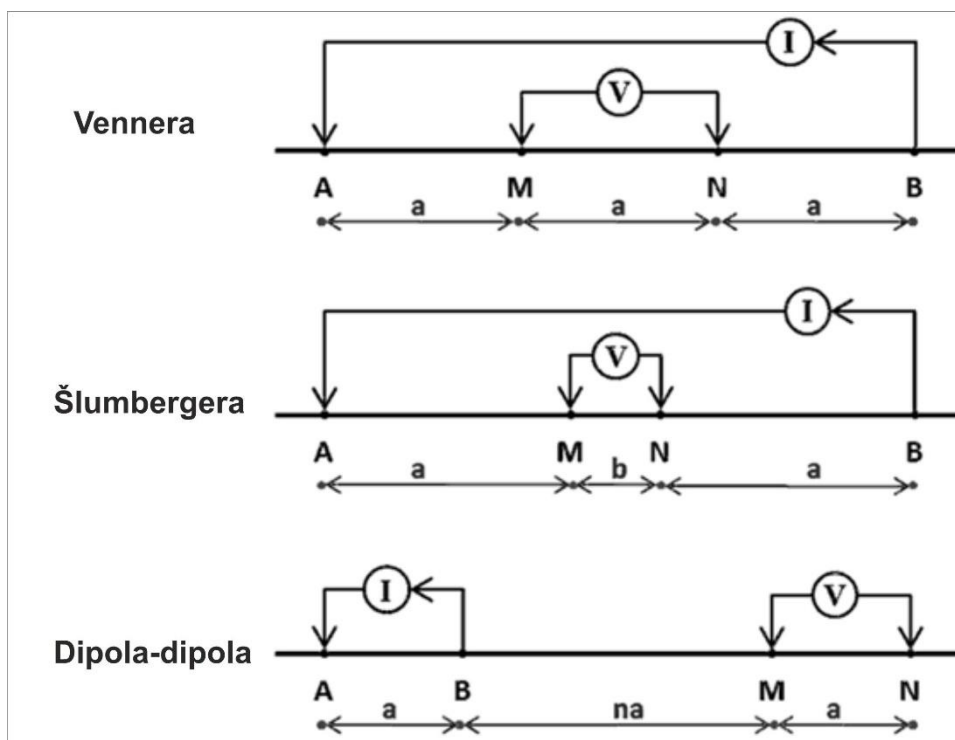 I
V
Vennera
A M N B
a a a
I
V
Šlumbergera
A M N B
a b a
I V
Dipola-dipola
A B M N
a na a